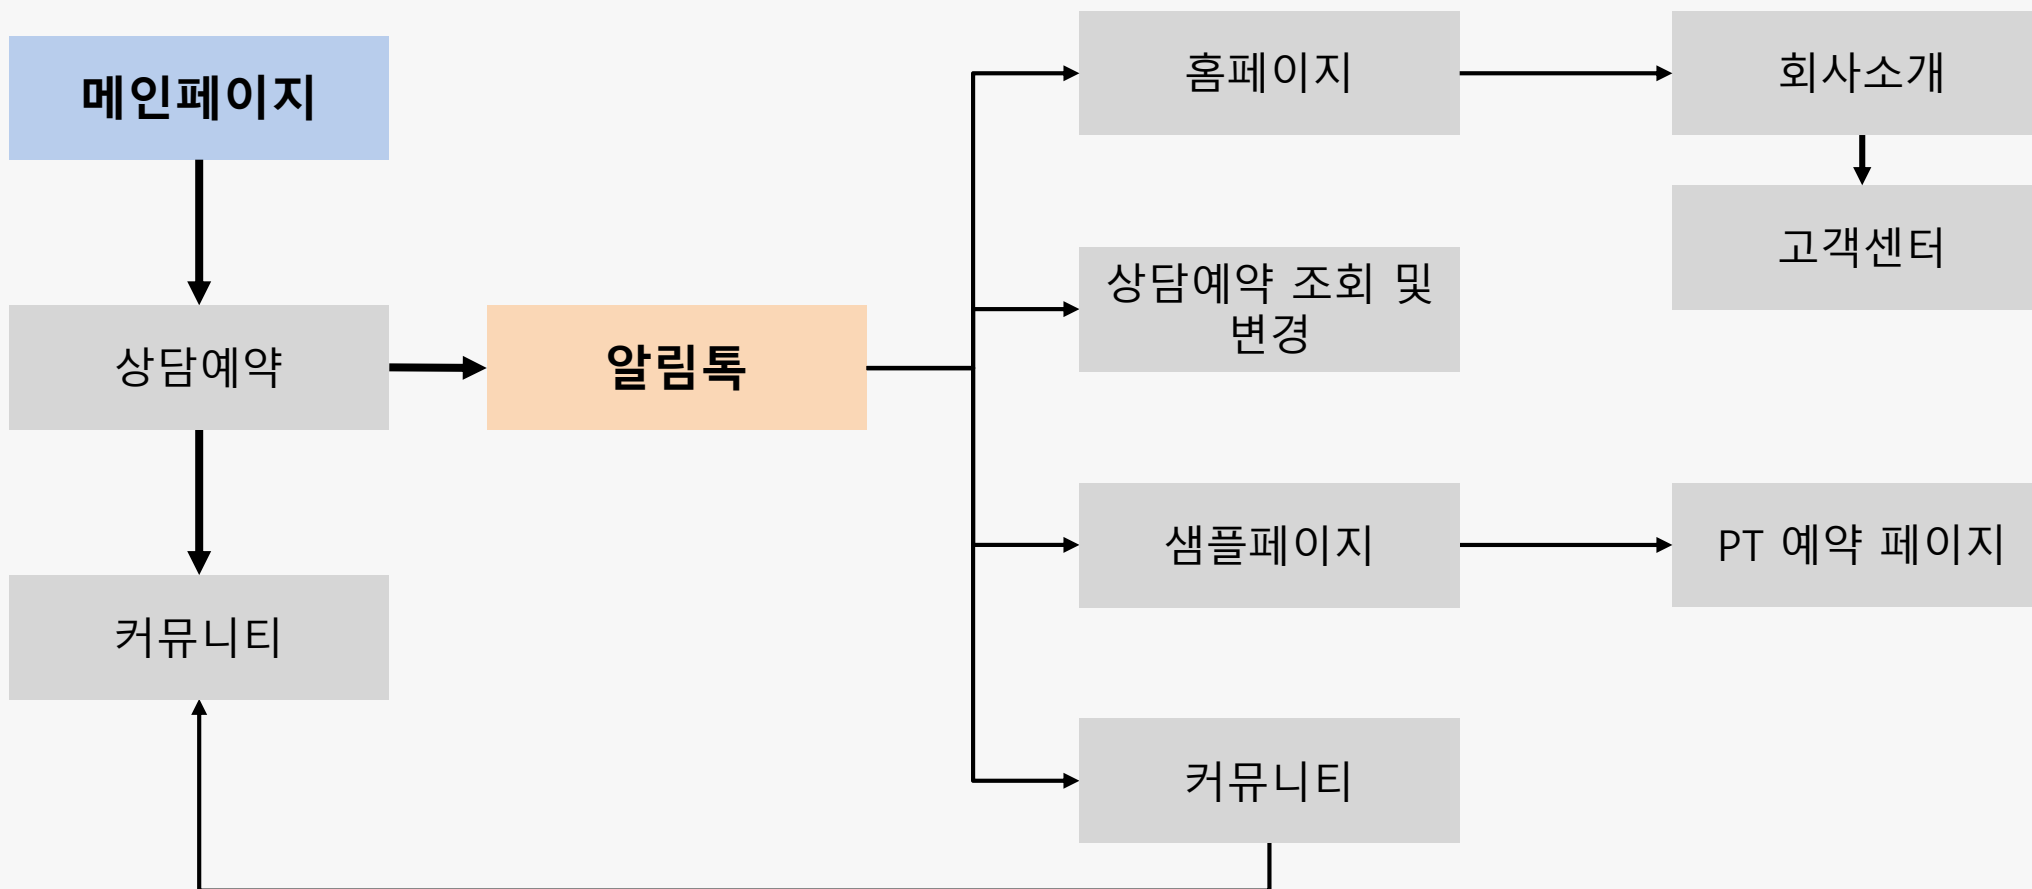 메인페이지
상담예약
커뮤니티
알림톡
홈페이지
상담예약 조회 및
변경
샘플페이지
커뮤니티
회사소개
고객센터
PT 예약 페이지